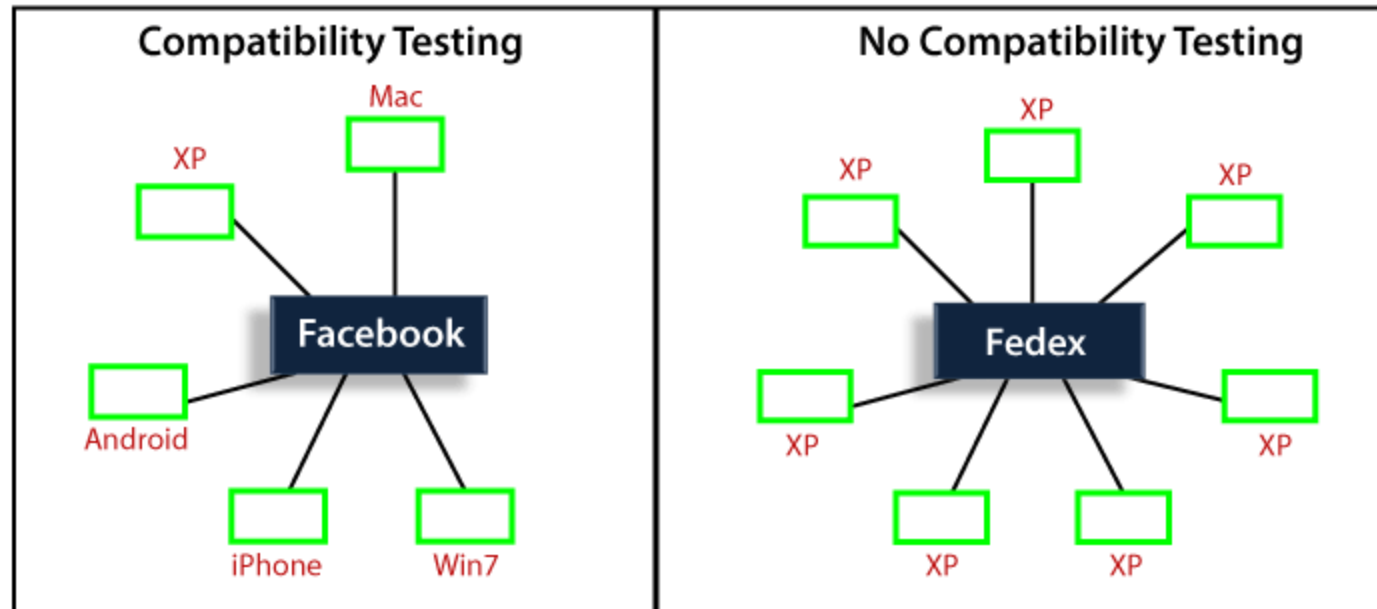 Compatibility Testing
Mac
XP
Facebook
Android
iPhone
Win7
No Compatibility Testing
XP
XP
XP
Fedex
XP
XP
XP
XP